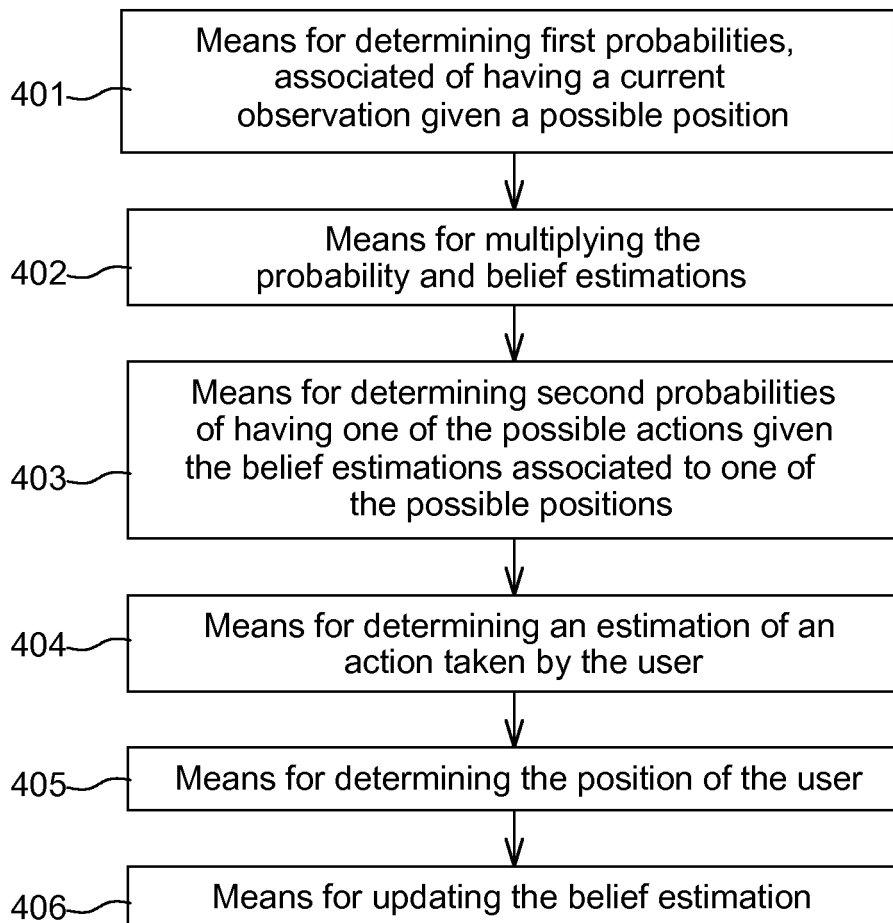 Means for determining first probabilities,
401 associated of having a current
observation given a possible position
Means for multiplying the
402 probability and belief estimations
Means for determining second probabilities
of having one of the possible actions given
403 the belief estimations associated to one of
the possible positions
404 Means for determining an estimation of an
action taken by the user
405 Means for determining the position of the user
406 Means for updating the belief estimation